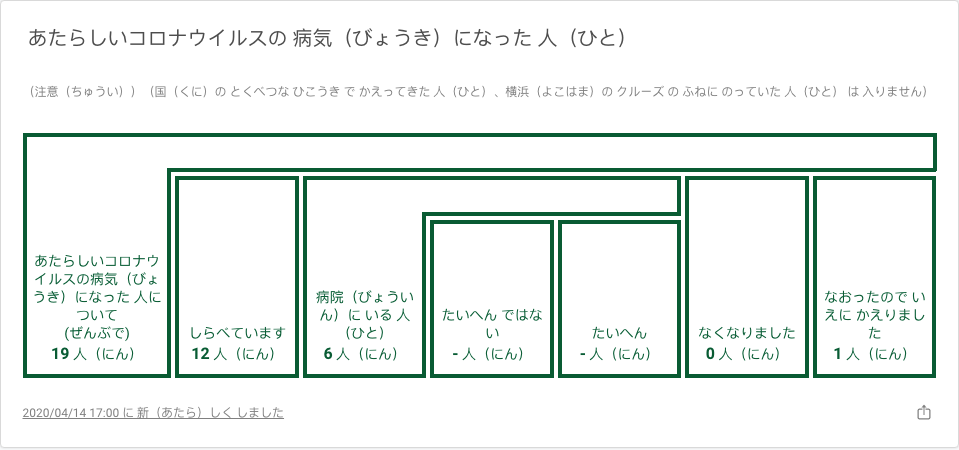 あたらしいコロナウイルスの 病気（びょうき）になった 人（ひと）
（注意（ちゅうい））（国（くに）の とくべつな ひこうき で かえってきた 人（ひと）、横浜（よこはま）の クルーズ の ふねに のっていた 人（ひと） は 入りません）
あたらしいコロナウ
イルスの病気（びょ
うき）になった 人に
ついて
(ぜんぶで)
19 人（にん）
しらべています
12 人（にん）
病院（びょうい
ん）に いる 人
（ひと）
6 人（にん）
たいへん ではな
い
- 人（にん）
たいへん
- 人（にん）
なくなりました
0 人（にん）
なおったので い
えに かえりまし
た
1 人（にん）
2020/04/14 17:00 に 新（あたら）しく しました